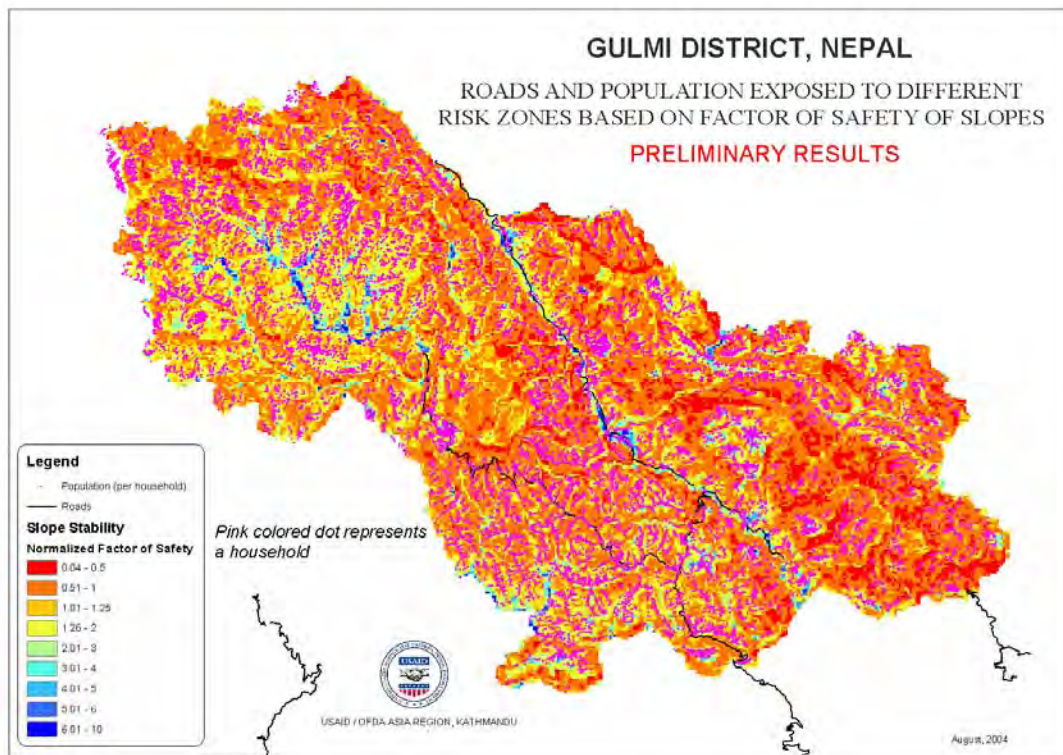 GULMI DISTRICT, NEPAL
ROADS AND POPULATION EXPOSED TO DIFFERENT
RISK ZONES BASED ON FACTOR OF SAFETY OF SLOPES
PRELIMINARY RESULTS
Legend
Population (per household)
Roads
Slope Stability
Normalized Factor of Safety
0.04 - 0.5
0.51 - 1
1.01 - 1.25
1.26 - 2
2.01 - 3
3.01 - 4
4.01 - 5
5.01 - 6
6.01 - 10
Pink colored dot represents
a household
USAID
USAID / OFDA ASIA REGION, KATHMANDU
August, 2004